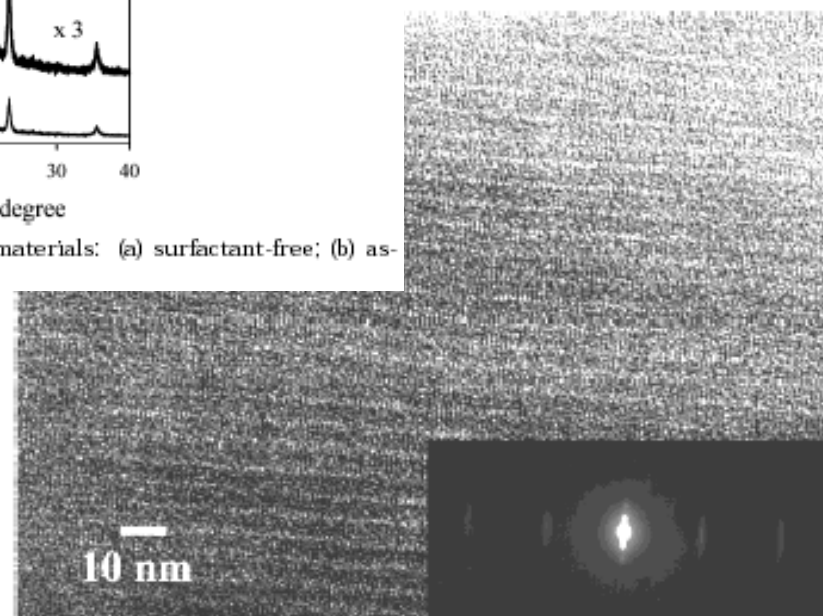 x 3
30 40
degree
materials: (a) surfactant-free; (b) as-
10 nm